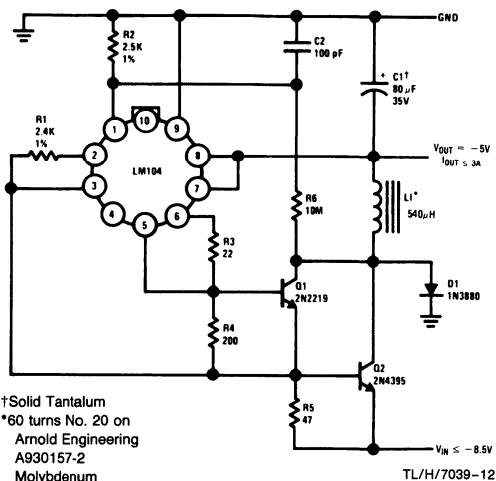 GND
R2
2.5K
1%
C2
100 pF
C1†
+
80 μF
35V
R1
2.4K
1%
1
10
9
2
8
LM104
3
7
4
5
6
VOUT = −5V
IOUT ≤ 3A
R6
10M
L1*
540μH
R3
22
Q1
2N2219
D1
1N3880
R4
200
Q2
2N4395
R5
47
VIN ≤ −8.5V
†Solid Tantalum
*60 turns No. 20 on
Arnold Engineering
A930157-2
Molybdenum
TL/H/7039–12